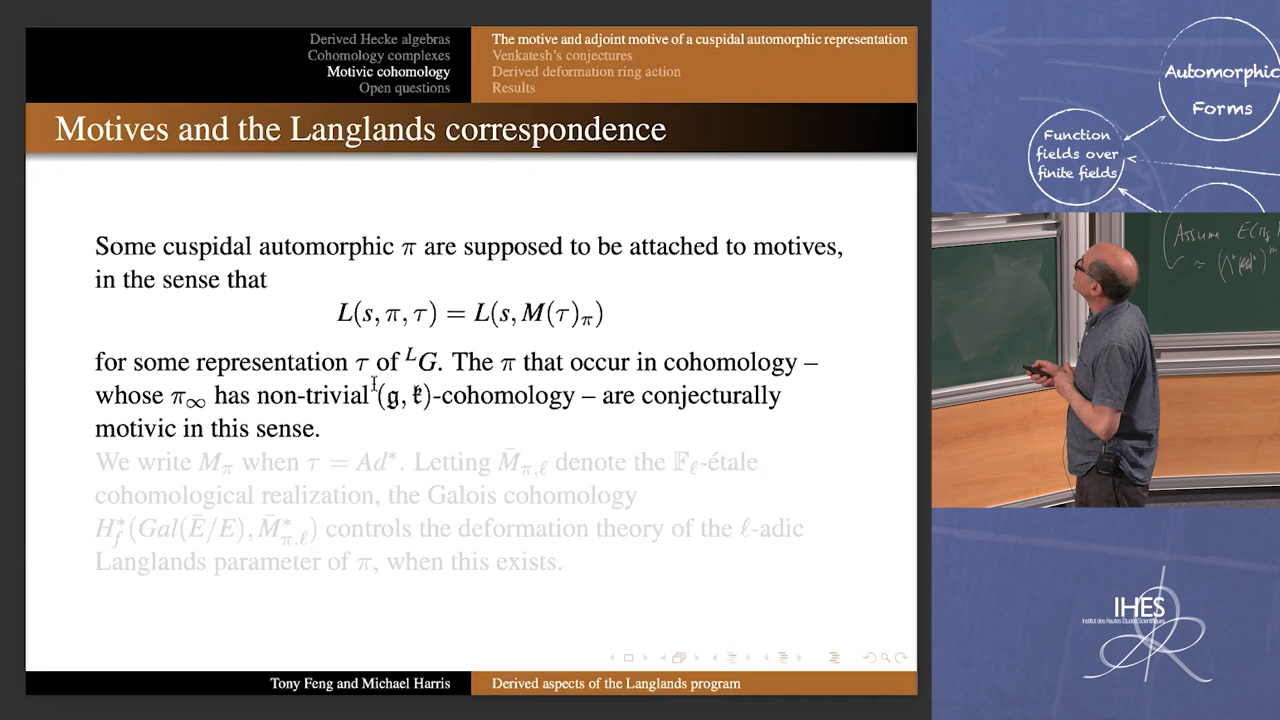 Derived Hecke algebras
Cohomology complexes
Motivic cohomology
Open questions
The motive and adjoint motive of a cuspidal automorphic representation
Venkatesh's conjectures
Derived deformation ring action
Results
Motives and the Langlands correspondence
Some cuspidal automorphic π are supposed to be attached to motives,
in the sense that
L(s, π, τ) = L(s, M(τ)_π)
for some representation τ of ^LG. The π that occur in cohomology –
whose π_∞ has non-trivial (𝔤, 𝔨)-cohomology – are conjecturally
motivic in this sense.
We write M_π when τ = Ad*. Letting M̄_{π,ℓ} denote the 𝔽_ℓ-étale
cohomological realization, the Galois cohomology
H*_f(Gal(Ē/E), M̄*_{π,ℓ}) controls the deformation theory of the ℓ-adic
Langlands parameter of π, when this exists.
Tony Feng and Michael Harris
Derived aspects of the Langlands program
Automorphic
Forms
Function
fields over
finite fields
Assume
IHES
Institut des Hautes Études Scientifiques